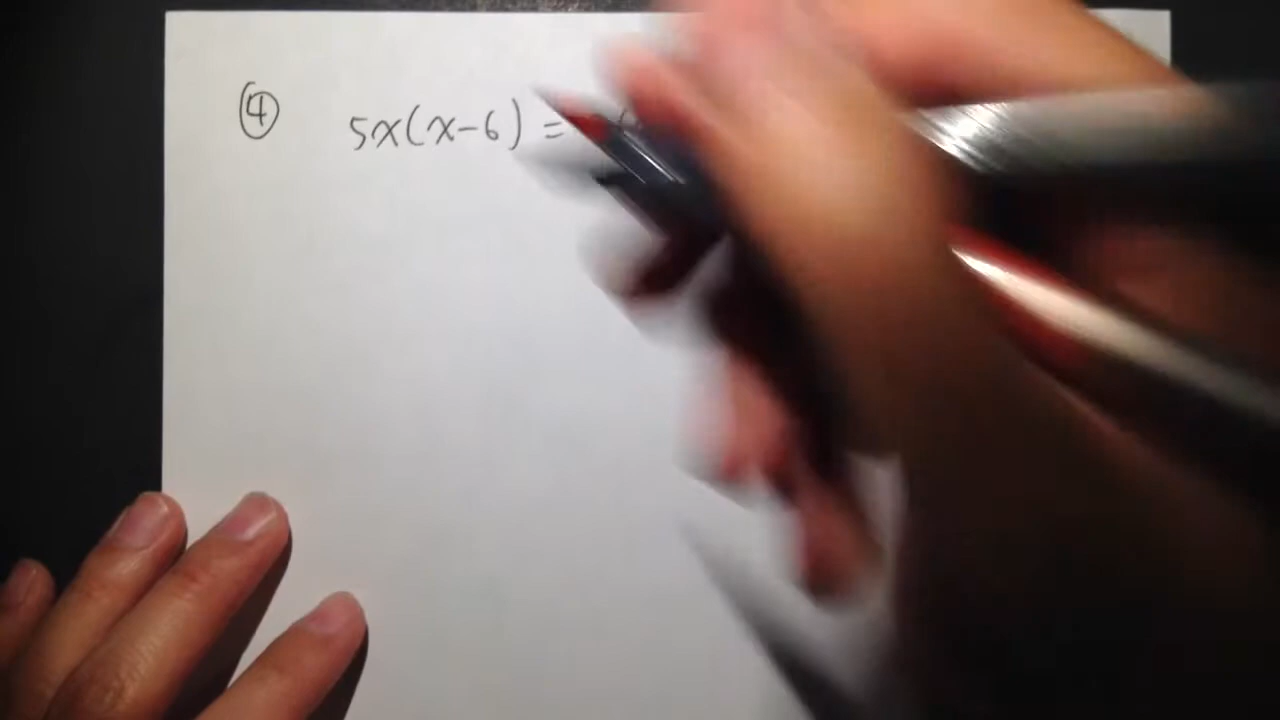 ④ 5x(x-6) =